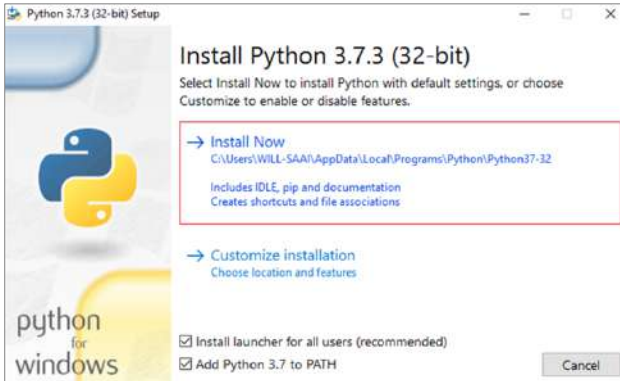 Python 3.7.3 (32-bit) Setup
Install Python 3.7.3 (32-bit)
Select Install Now to install Python with default settings, or choose
Customize to enable or disable features.
→ Install Now
C:\Users\WILL-SAAI\AppData\Local\Programs\Python\Python37-32
Includes IDLE, pip and documentation
Creates shortcuts and file associations
→ Customize installation
Choose location and features
python
for
windows
Install launcher for all users (recommended)
Add Python 3.7 to PATH
Cancel